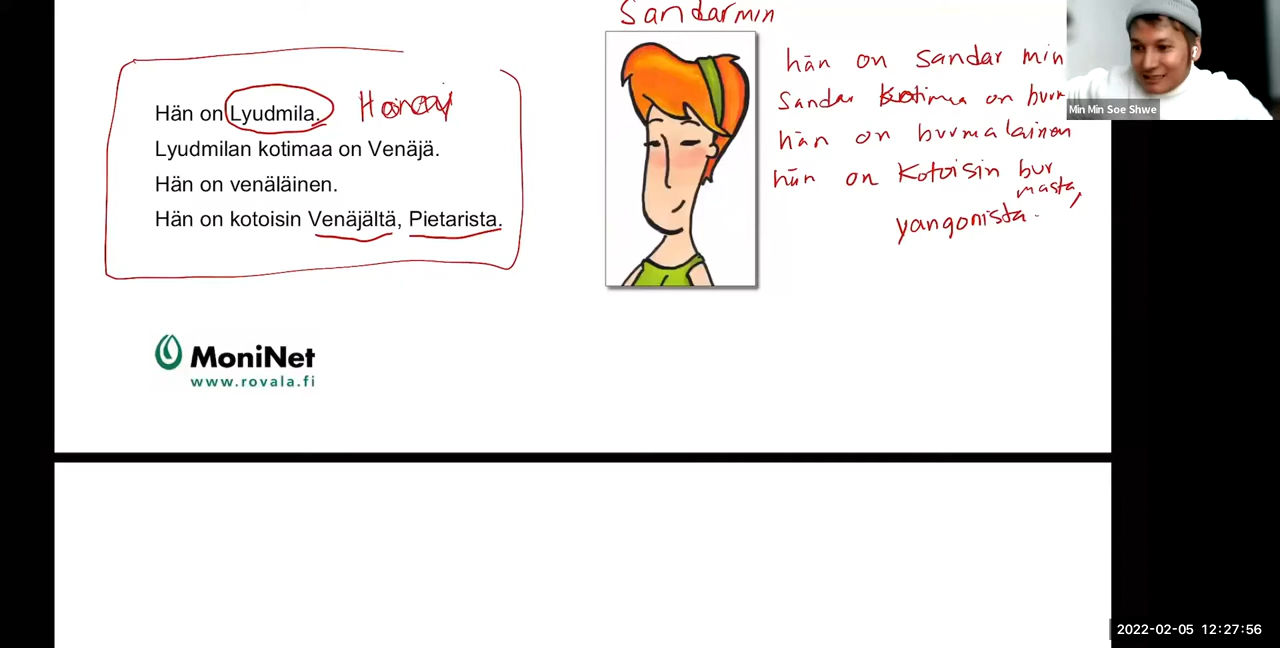 Sandarmin
Hän on Lyudmila.
Lyudmilan kotimaa on Venäjä.
Hän on venäläinen.
Hän on kotoisin Venäjältä, Pietarista.
hän on sandar min
Sandar kotimaa on
hän on burmalainen
hän on kotoisin bur
masta,
yangonista.
Min Min Soe Shwe
MoniNet
www.rovala.fi
2022-02-05 12:27:56